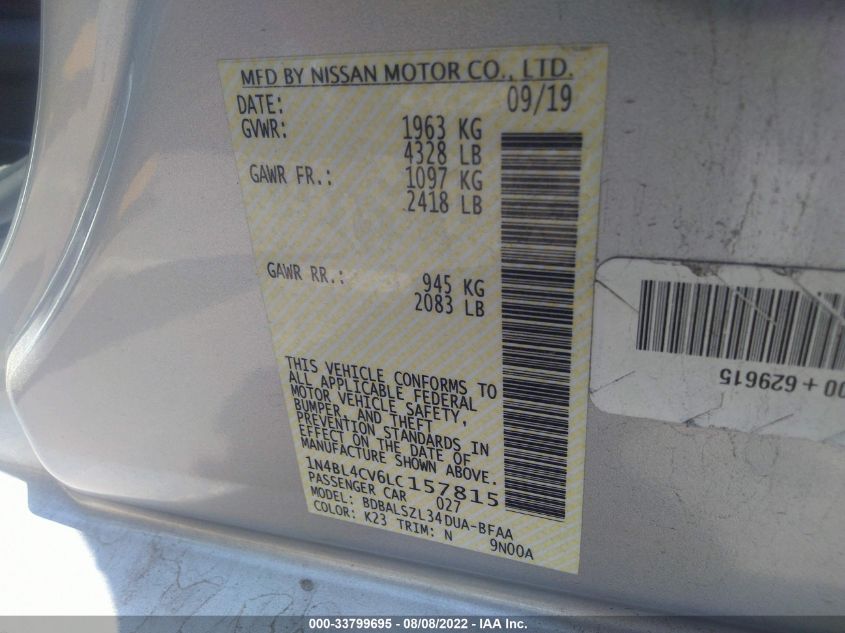 MFD BY NISSAN MOTOR CO., LTD.
DATE: 09/19
GVWR: 1963 KG
4328 LB
GAWR FR.: 1097 KG
2418 LB
GAWR RR.: 945 KG
2083 LB
THIS VEHICLE CONFORMS TO
ALL APPLICABLE FEDERAL
MOTOR VEHICLE SAFETY,
BUMPER, AND THEFT
PREVENTION STANDARDS IN
EFFECT ON THE DATE OF
MANUFACTURE SHOWN ABOVE.
1N4BL4CV6LC157815
PASSENGER CAR 027
MODEL: BDBALSZL34DUA-BFAA
COLOR: K23 TRIM: N 9N00A
00 + 629615
000-33799695 - 08/08/2022 - IAA Inc.